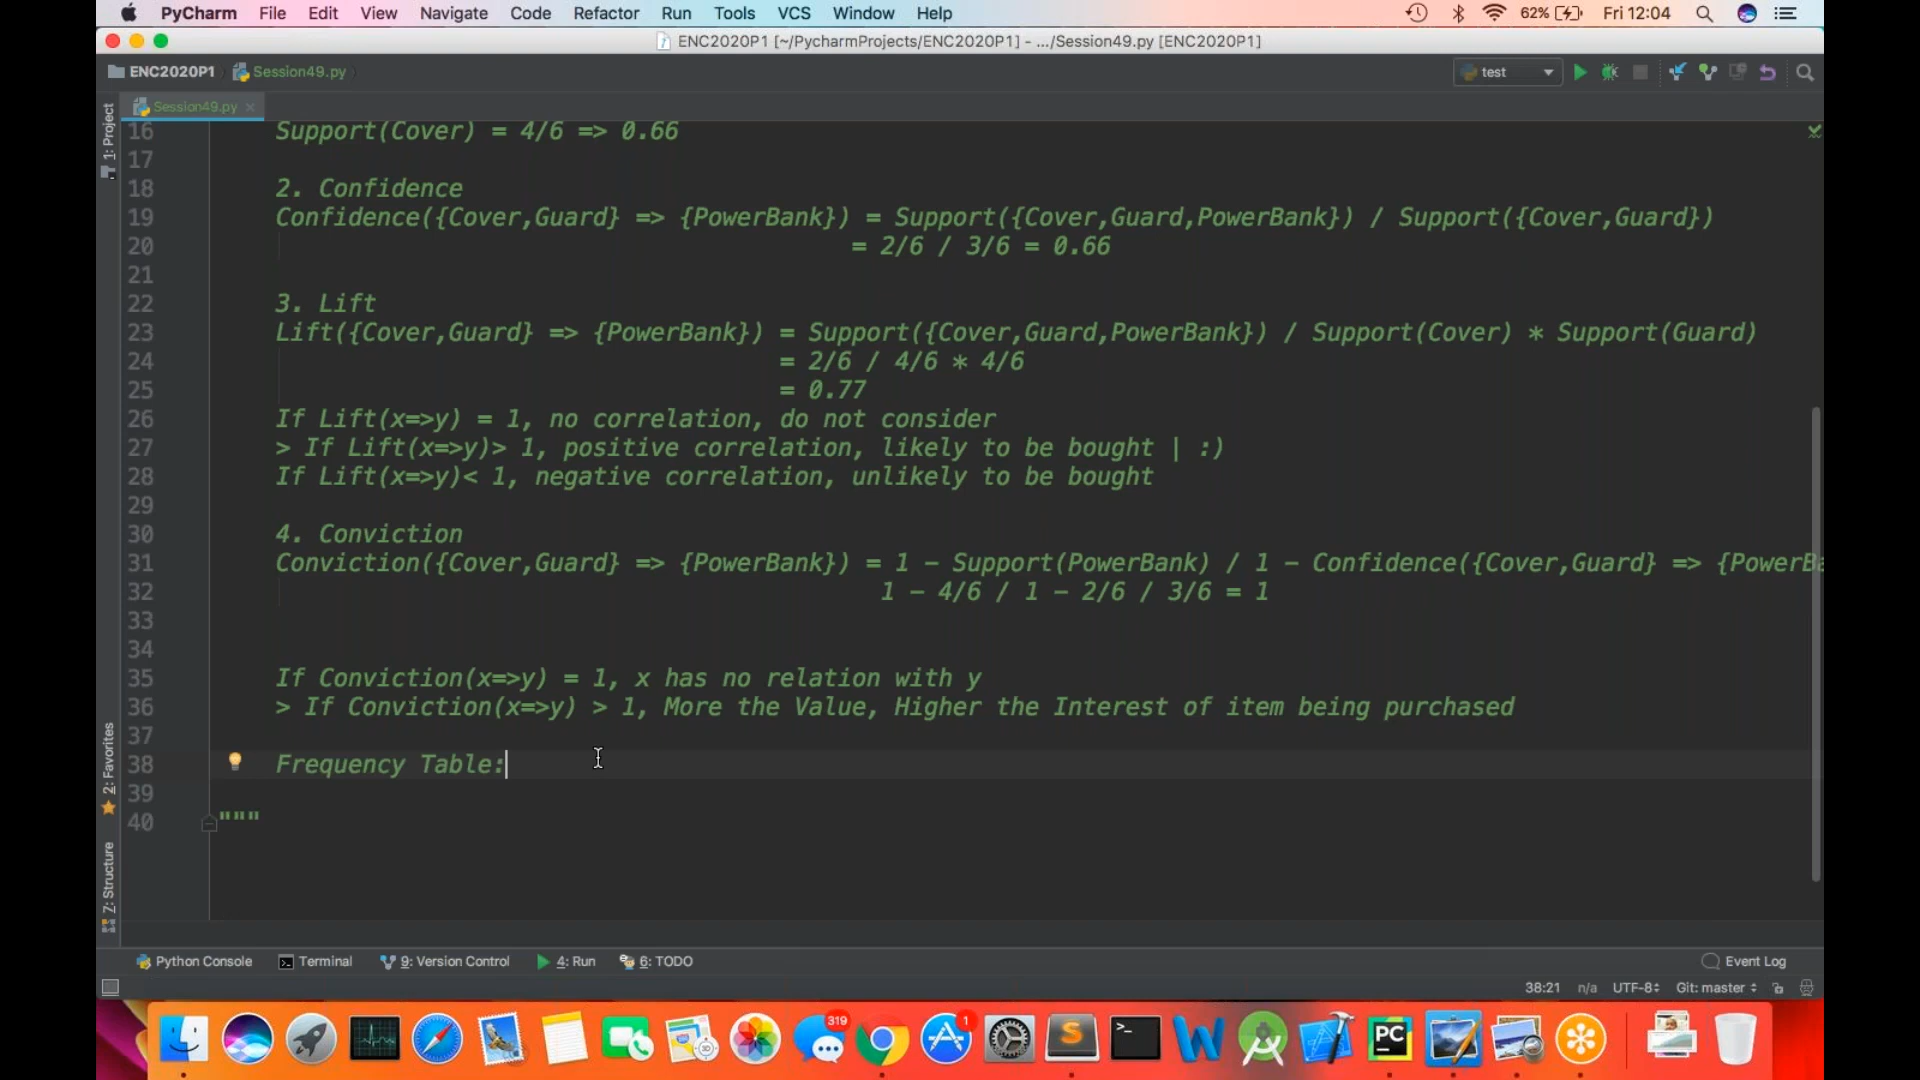 PyCharm File Edit View Navigate Code Refactor Run Tools VCS Window Help 62% Fri 12:04
ENC2020P1 [~/PycharmProjects/ENC2020P1] - .../Session49.py [ENC2020P1]
ENC2020P1 Session49.py test
Session49.py
1: Project
16 Support(Cover) = 4/6 => 0.66
17
18 2. Confidence
19 Confidence({Cover,Guard} => {PowerBank}) = Support({Cover,Guard,PowerBank}) / Support({Cover,Guard})
20 = 2/6 / 3/6 = 0.66
21
22 3. Lift
23 Lift({Cover,Guard} => {PowerBank}) = Support({Cover,Guard,PowerBank}) / Support(Cover) * Support(Guard)
24 = 2/6 / 4/6 * 4/6
25 = 0.77
26 If Lift(x=>y) = 1, no correlation, do not consider
27 > If Lift(x=>y)> 1, positive correlation, likely to be bought | :)
28 If Lift(x=>y)< 1, negative correlation, unlikely to be bought
29
30 4. Conviction
31 Conviction({Cover,Guard} => {PowerBank}) = 1 - Support(PowerBank) / 1 - Confidence({Cover,Guard} => {PowerBa
32 1 - 4/6 / 1 - 2/6 / 3/6 = 1
33
34
35 If Conviction(x=>y) = 1, x has no relation with y
36 > If Conviction(x=>y) > 1, More the Value, Higher the Interest of item being purchased
37
38 Frequency Table:
39
40 """
2: Favorites
Z: Structure
Python Console Terminal 9: Version Control 4: Run 6: TODO Event Log
38:21 n/a UTF-8 Git: master
319 1
3D
S
>_
W
PC